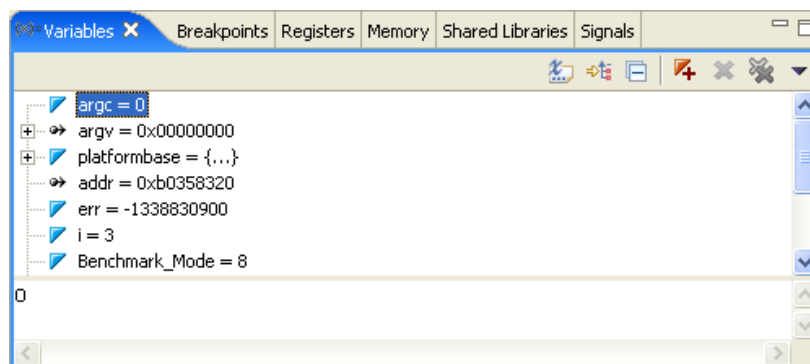 (x)= Variables Breakpoints Registers Memory Shared Libraries Signals
argc = 0
argv = 0x00000000
platformbase = {...}
addr = 0xb0358320
err = -1338830900
i = 3
Benchmark_Mode = 8
0